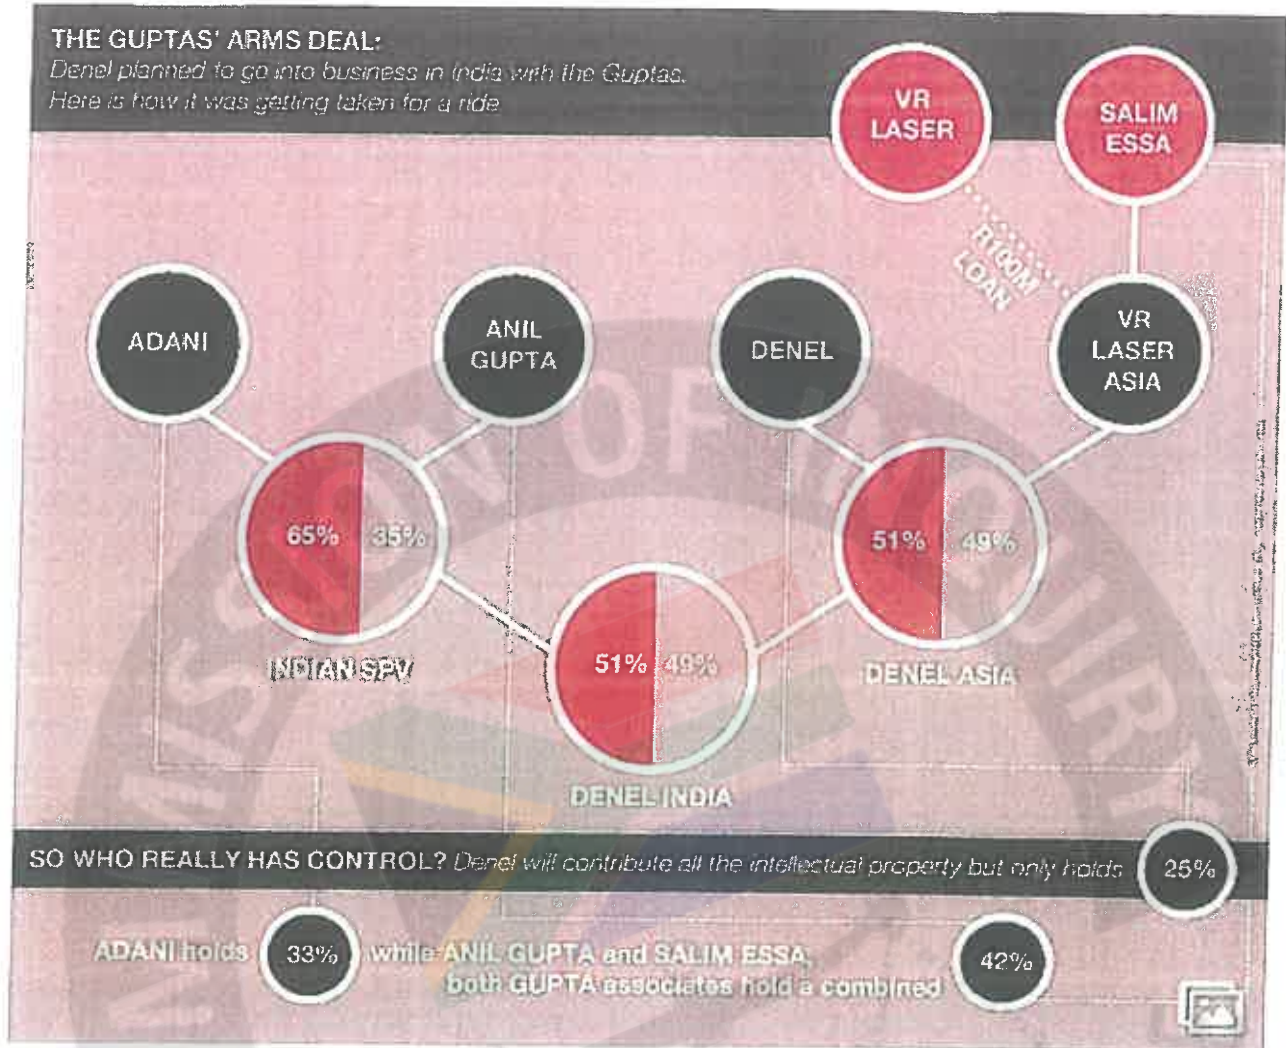 THE GUPTAS' ARMS DEAL:
Denel planned to go into business in India with the Guptas.
Here is how it was getting taken for a ride
VR
LASER
SALIM
ESSA
R100M
LOAN
ADANI
ANIL
GUPTA
DENEL
VR
LASER
ASIA
65% 35%
51% 49%
INDIAN SPV
51% 49%
DENEL ASIA
DENEL INDIA
SO WHO REALLY HAS CONTROL? Denel will contribute all the intellectual property but only holds 25%
ADANI holds 33% while ANIL GUPTA and SALIM ESSA,
both GUPTA associates hold a combined 42%